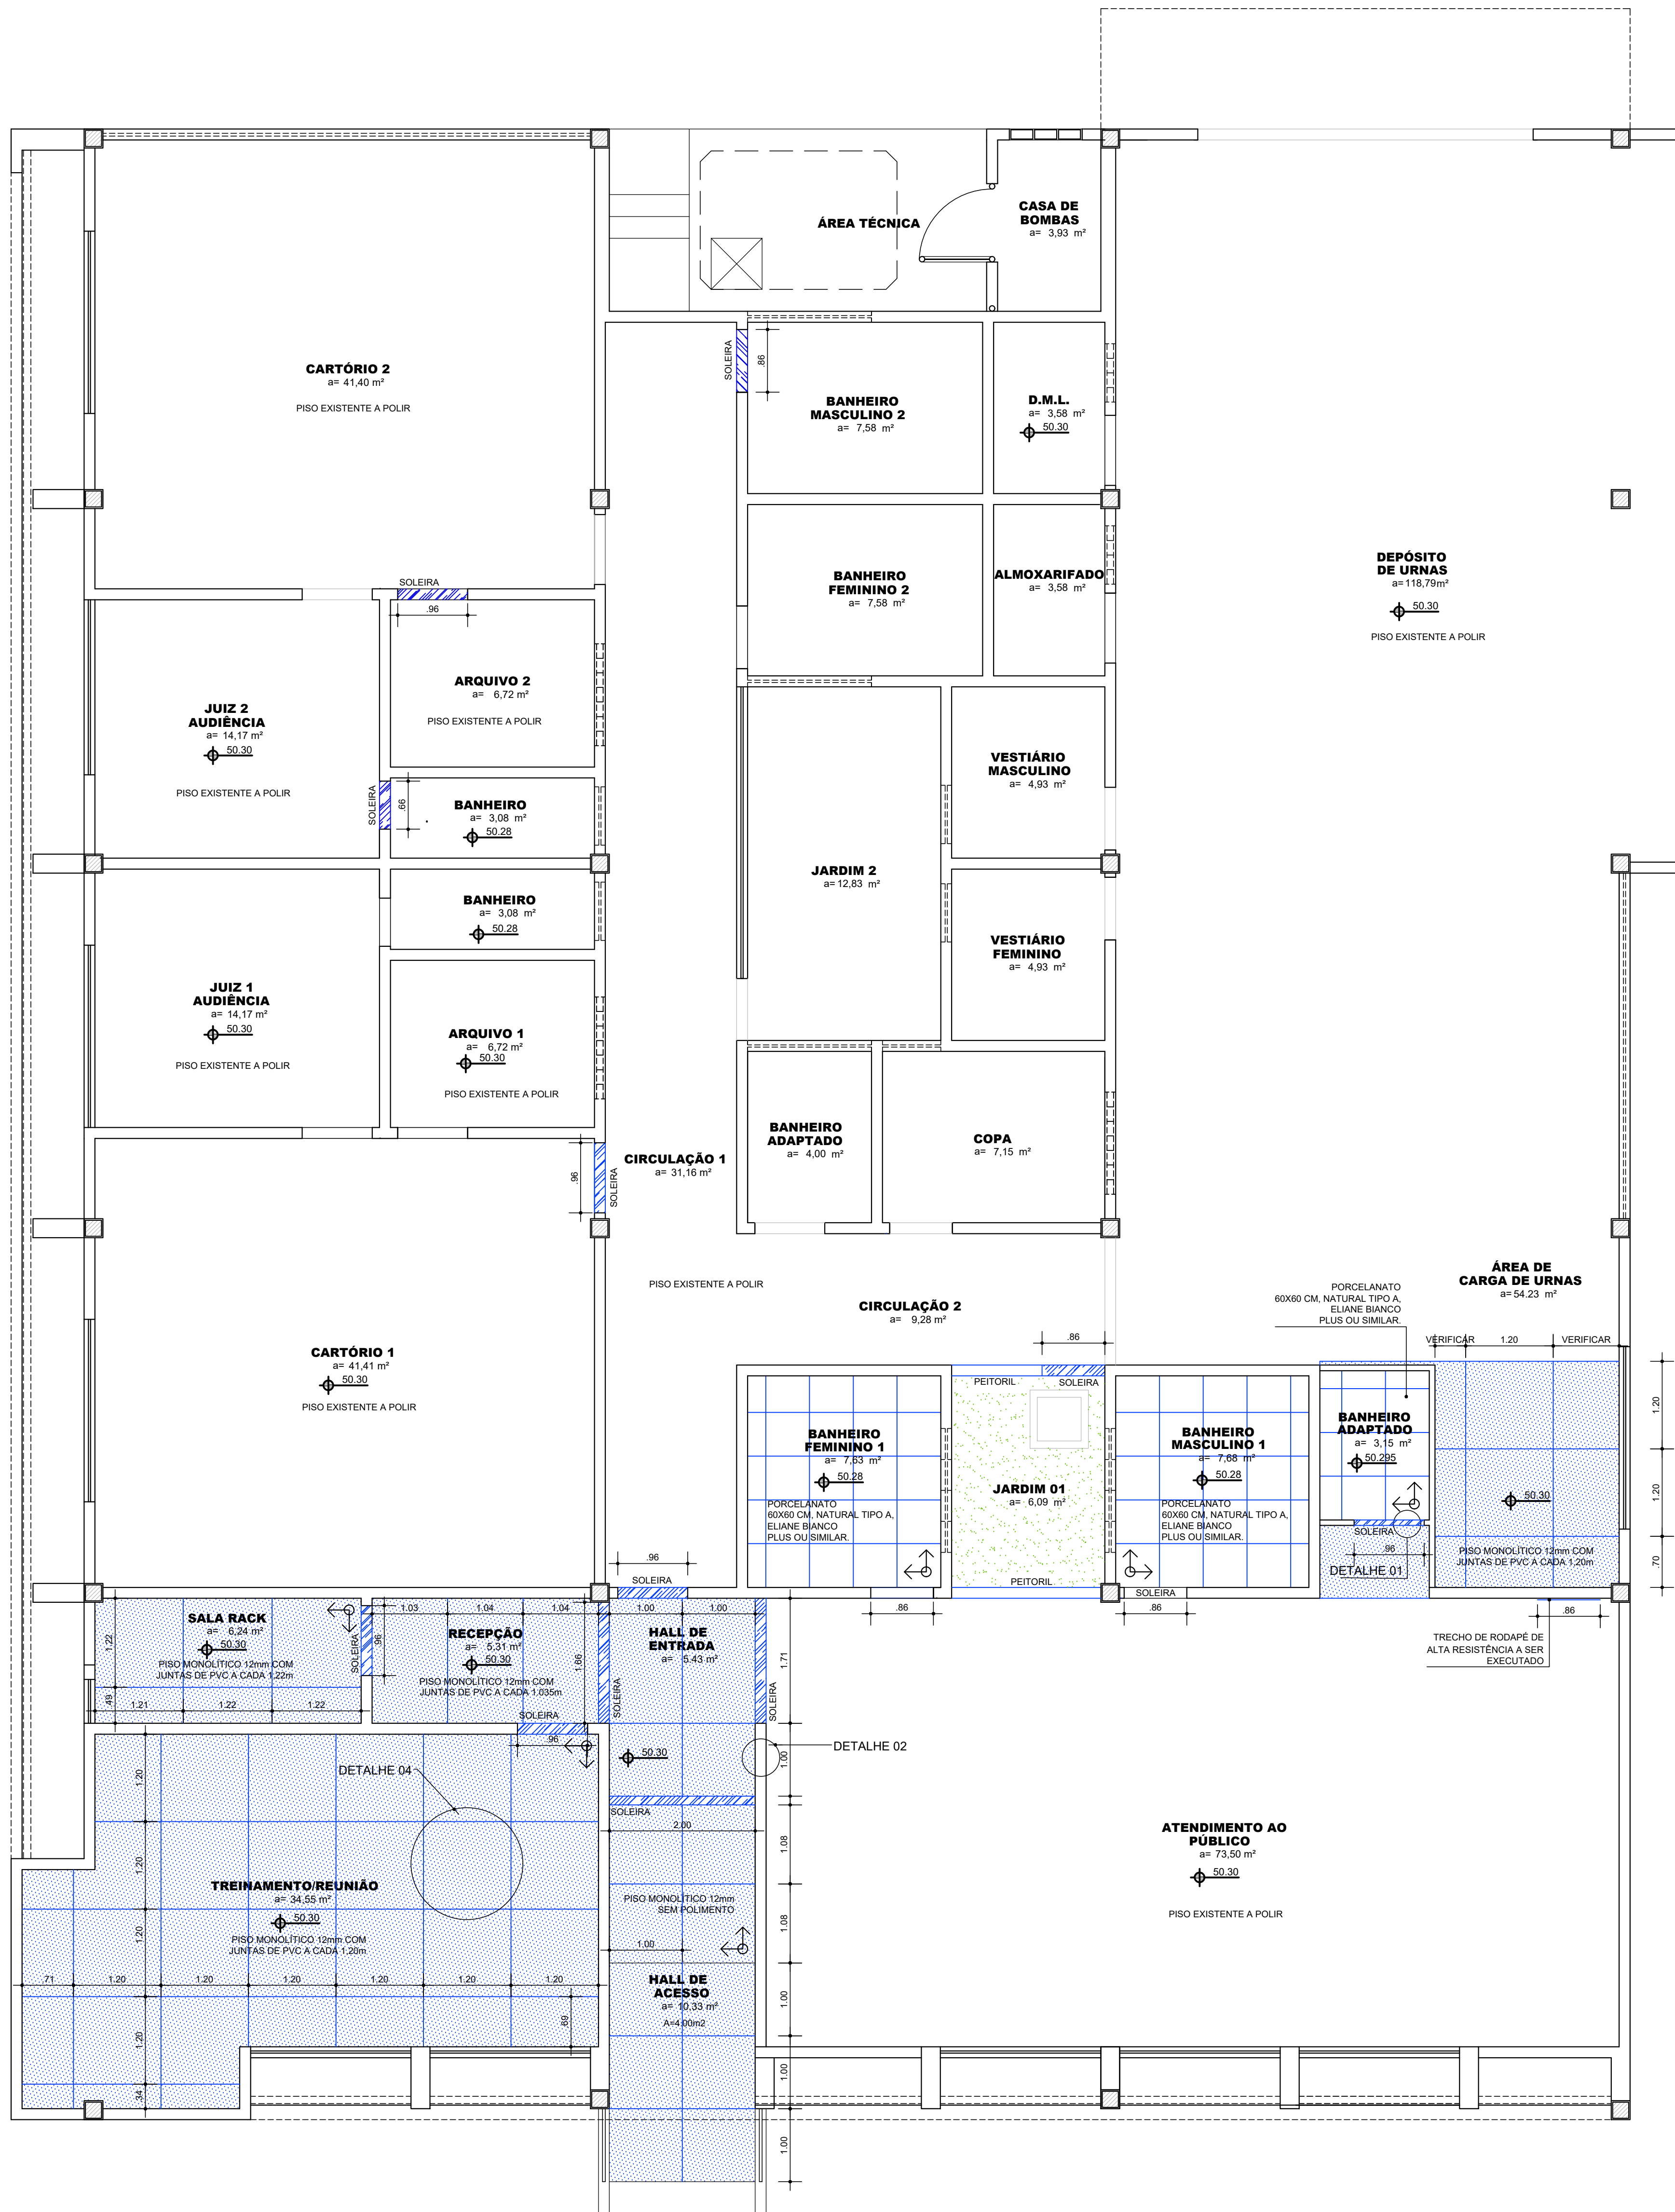 ÁREA TÉCNICA
CASA DE
BOMBAS
a= 3,93 m²
CARTÓRIO 2
a= 41,40 m²
PISO EXISTENTE A POLIR
SOLEIRA
.86
BANHEIRO
MASCULINO 2
a= 7,58 m²
D.M.L.
a= 3,58 m²
50.30
DEPÓSITO
DE URNAS
a=118,79m²
50.30
PISO EXISTENTE A POLIR
BANHEIRO
FEMININO 2
a= 7,58 m²
ALMOXARIFADO
a= 3,58 m²
SOLEIRA
.96
ARQUIVO 2
a= 6,72 m²
PISO EXISTENTE A POLIR
JUIZ 2
AUDIÊNCIA
a= 14,17 m²
50.30
PISO EXISTENTE A POLIR
SOLEIRA
.66
BANHEIRO
a= 3,08 m²
50.28
VESTIÁRIO
MASCULINO
a= 4,93 m²
JARDIM 2
a=12,83 m²
BANHEIRO
a= 3,08 m²
50.28
VESTIÁRIO
FEMININO
a= 4,93 m²
JUIZ 1
AUDIÊNCIA
a= 14,17 m²
50.30
PISO EXISTENTE A POLIR
ARQUIVO 1
a= 6,72 m²
50.30
PISO EXISTENTE A POLIR
BANHEIRO
ADAPTADO
a= 4,00 m²
COPA
a= 7,15 m²
CIRCULAÇÃO 1
a= 31,16 m²
.96
SOLEIRA
PISO EXISTENTE A POLIR
CIRCULAÇÃO 2
a= 9,28 m²
ÁREA DE
CARGA DE URNAS
a=54.23 m²
PORCELANATO
60X60 CM, NATURAL TIPO A,
ELIANE BIANCO
PLUS OU SIMILAR.
.86
VERIFICAR
1.20
VERIFICAR
CARTÓRIO 1
a= 41,41 m²
50.30
PISO EXISTENTE A POLIR
PEITORIL
SOLEIRA
1.20
1.20
.70
BANHEIRO
FEMININO 1
a= 7,63 m²
50.28
PORCELANATO
60X60 CM, NATURAL TIPO A,
ELIANE BIANCO
PLUS OU SIMILAR.
JARDIM 01
a= 6,09 m²
PEITORIL
BANHEIRO
MASCULINO 1
a= 7,68 m²
50.28
PORCELANATO
60X60 CM, NATURAL TIPO A,
ELIANE BIANCO
PLUS OU SIMILAR.
BANHEIRO
ADAPTADO
a= 3,15 m²
50.295
SOLEIRA
.96
DETALHE 01
50.30
PISO MONOLÍTICO 12mm COM
JUNTAS DE PVC A CADA 1,20m
.96
SOLEIRA
.86
SOLEIRA
.86
.86
TRECHO DE RODAPÉ DE
ALTA RESISTÊNCIA A SER
EXECUTADO
SALA RACK
a= 6,24 m²
50.30
PISO MONOLÍTICO 12mm COM
JUNTAS DE PVC A CADA 1.22m
1.22
.49
1.21
1.22
1.22
SOLEIRA
.96
1.03
1.04
1.04
RECEPÇÃO
a= 5,31 m²
50.30
PISO MONOLÍTICO 12mm COM
JUNTAS DE PVC A CADA 1.035m
1.66
SOLEIRA
.96
1.00
1.00
HALL DE
ENTRADA
a= 5.43 m²
SOLEIRA
SOLEIRA
1.71
50.30
DETALHE 02
1.00
SOLEIRA
2.00
DETALHE 04
1.20
1.20
1.20
1.20
.34
TREINAMENTO/REUNIÃO
a= 34,55 m²
50.30
PISO MONOLÍTICO 12mm COM
JUNTAS DE PVC A CADA 1,20m
.71
1.20
1.20
1.20
1.20
1.20
1.20
.69
PISO MONOLÍTICO 12mm
SEM POLIMENTO
1.00
HALL DE
ACESSO
a= 10,33 m²
A=4.00m2
1.08
1.08
1.00
1.00
1.00
ATENDIMENTO AO
PÚBLICO
a= 73,50 m²
50.30
PISO EXISTENTE A POLIR